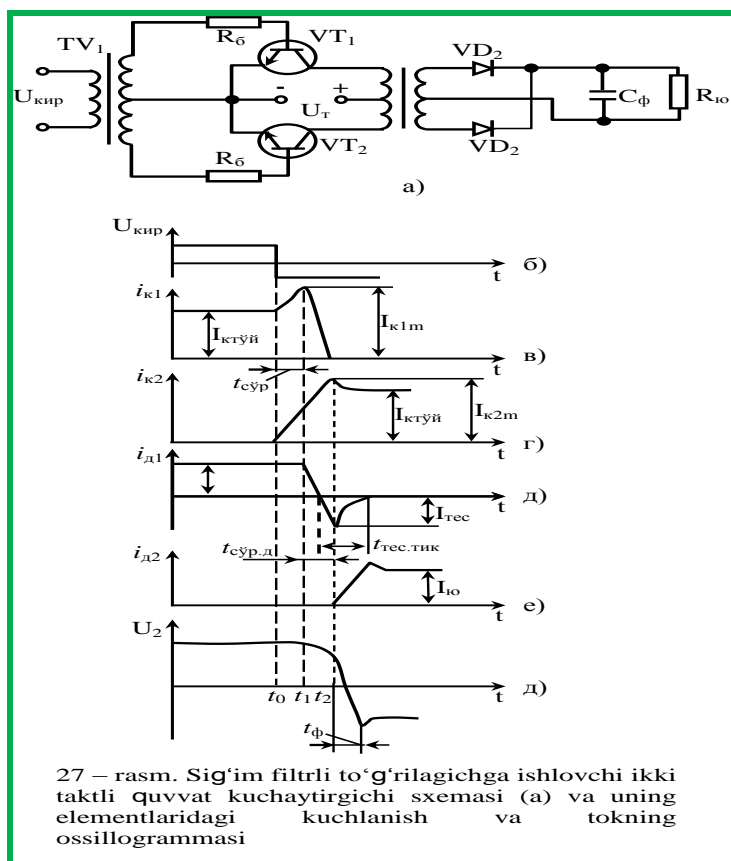 TV₁
R_б
VT₁
VD₂
U_кир
- +
U_т
C_ф
R_ю
VT₂
R_б
VD₂
а)
U_кир
t
б)
i_к1
I_ктўй
I_к1m
t
в)
t_сўр
i_к2
I_ктўй
I_к2m
t
г)
i_д1
д)
t
I_тес
t_сўр.д
t_тес.тик
i_д2
I_ю
е)
t
U₂
t₀ t₁ t₂
t
д)
t_ф
27 – rasm. Sig‘im filtrli to‘g‘rilagichga ishlovchi ikki
taktli quvvat kuchaytirgichi sxemasi (a) va uning
elementlaridagi kuchlanish va tokning
ossillogrammasi